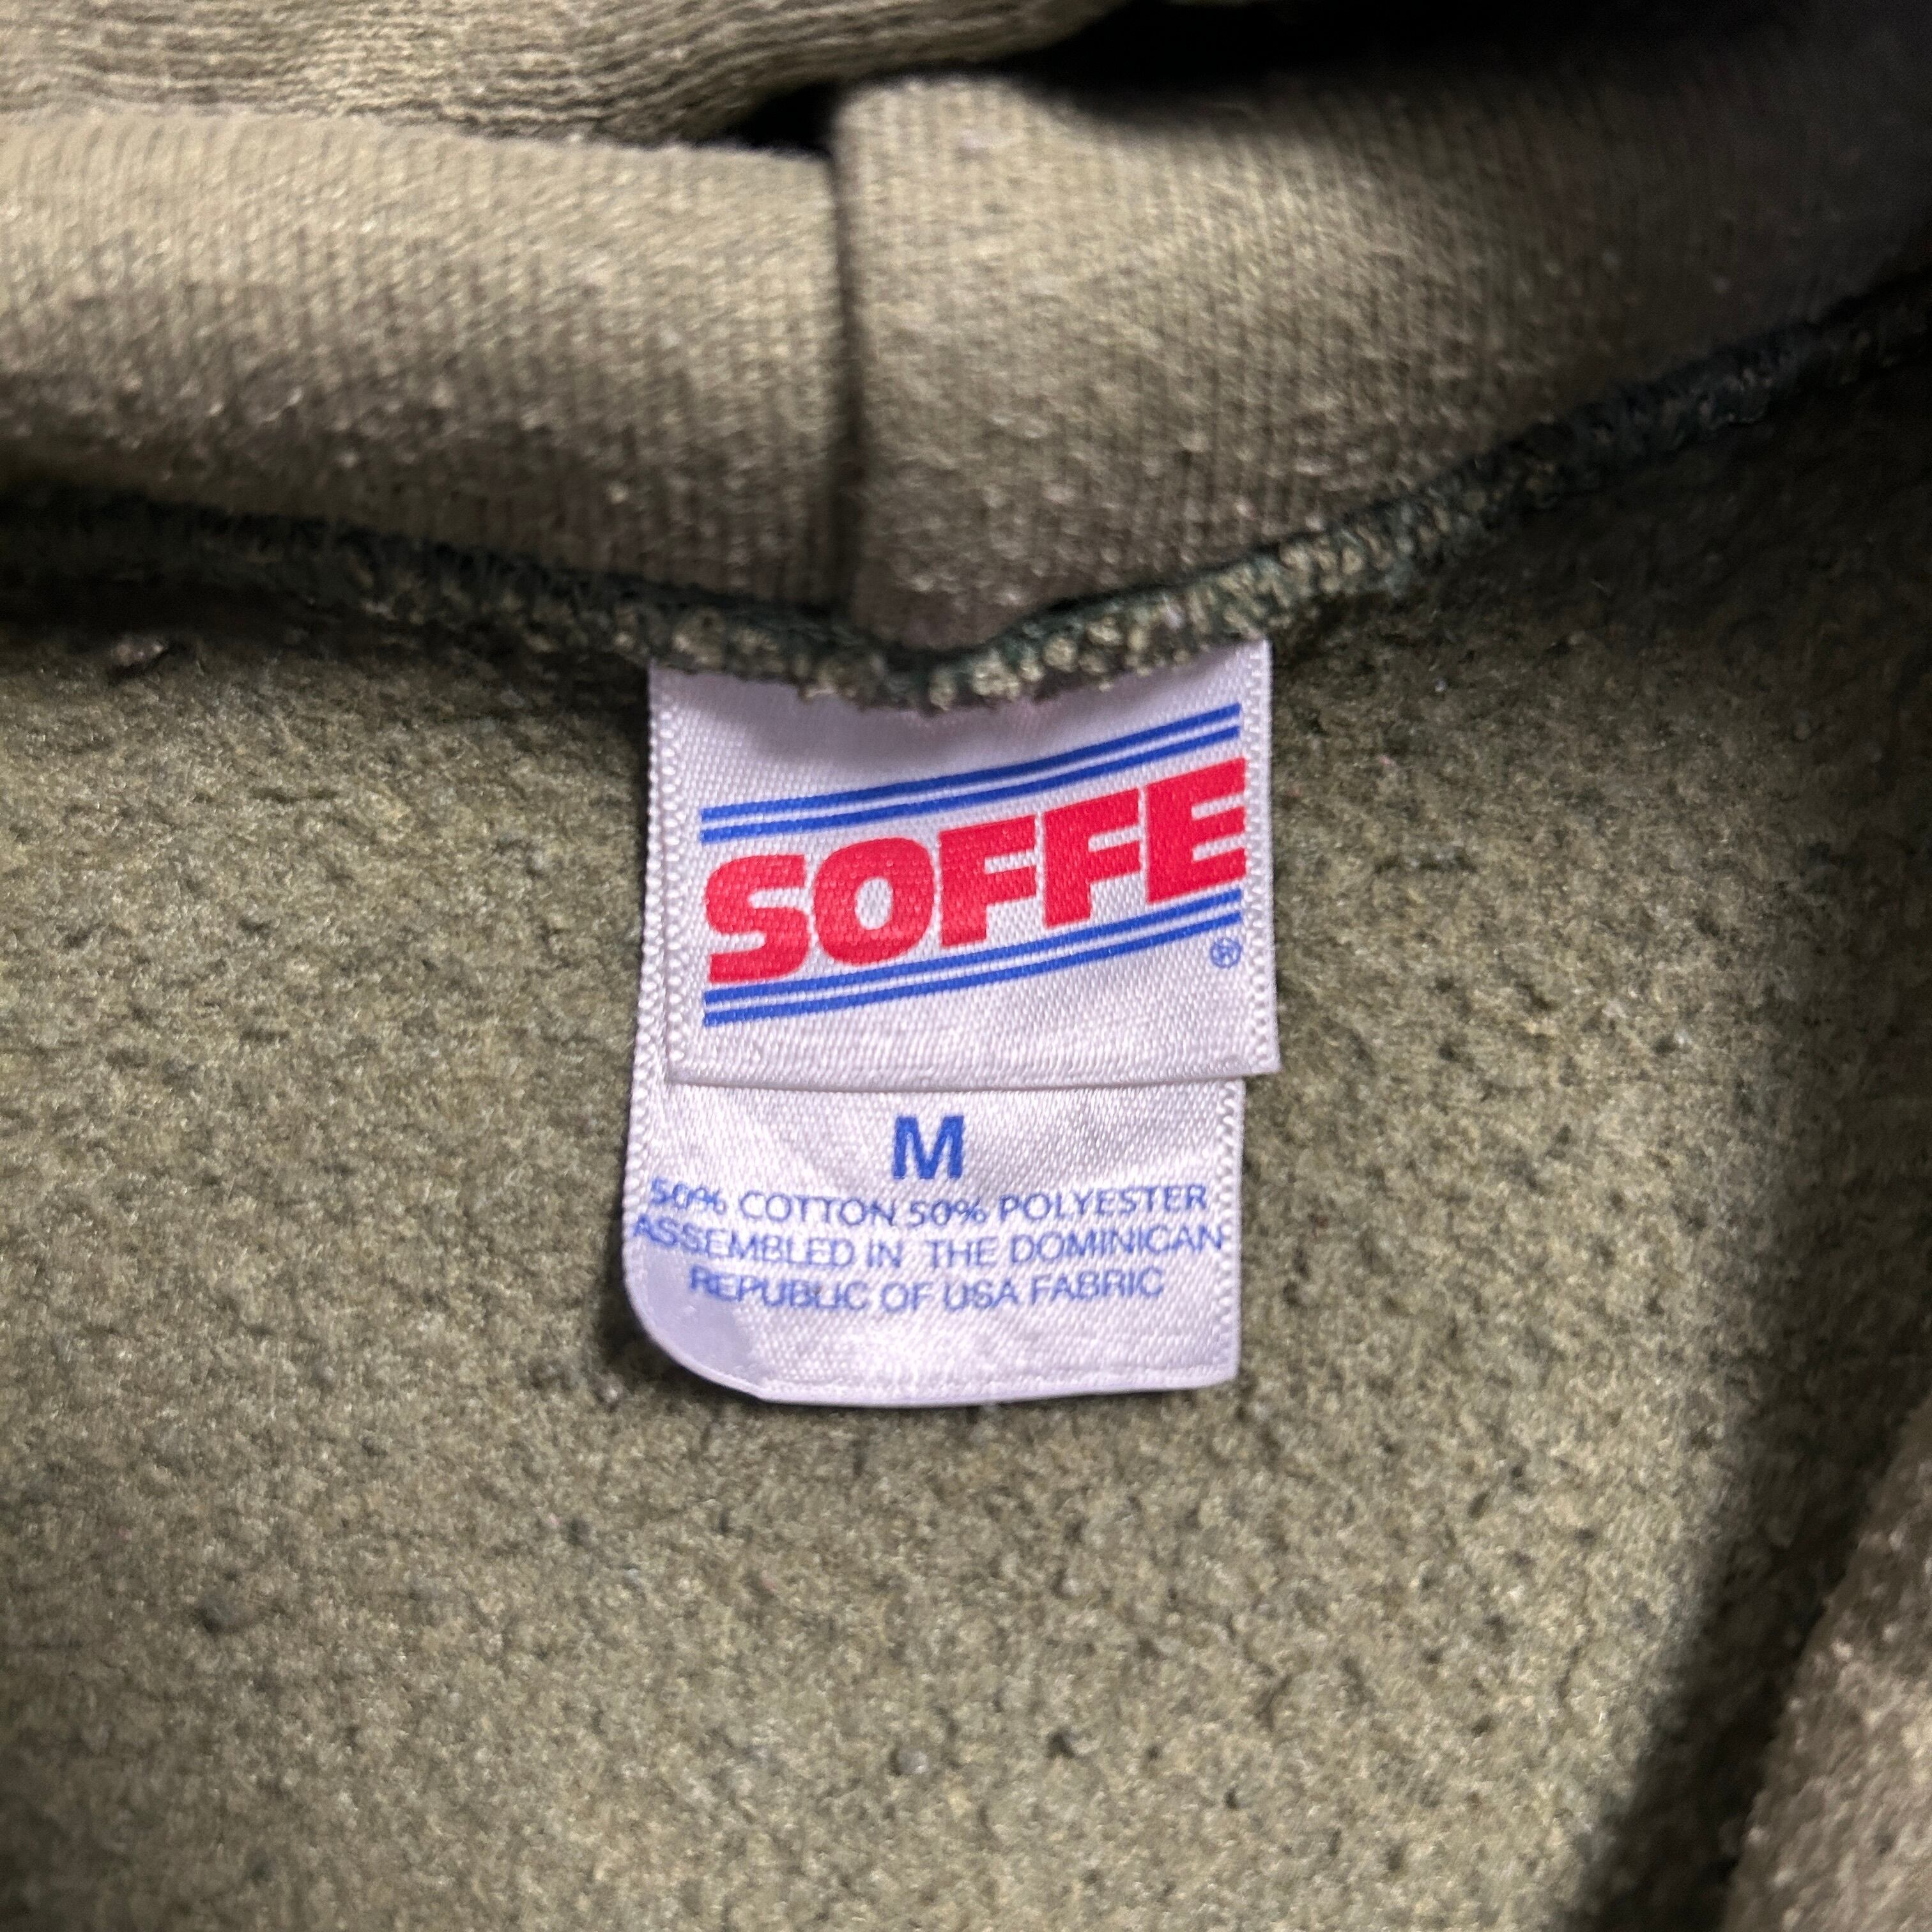 SOFFE
®
M
50% COTTON 50% POLYESTER
ASSEMBLED IN THE DOMINICAN
REPUBLIC OF USA FABRIC